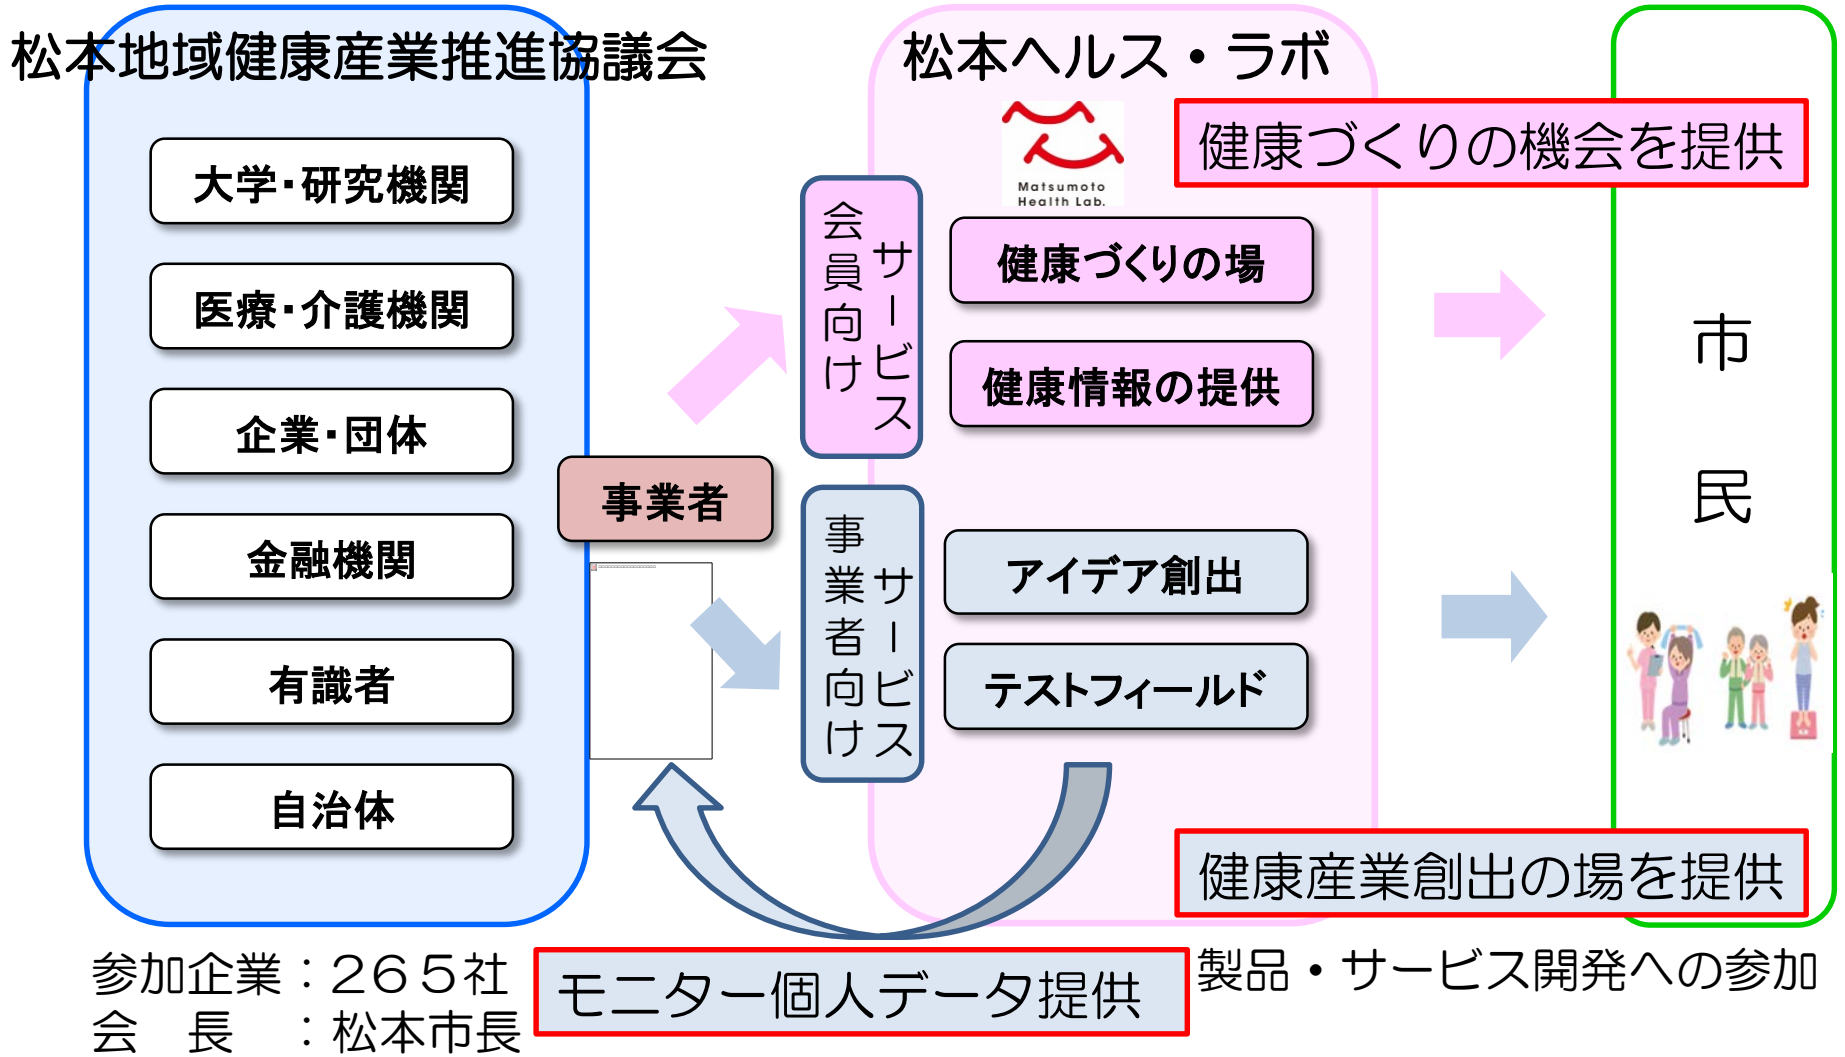 松本地域健康産業推進協議会
大学・研究機関
医療・介護機関
企業・団体
金融機関
有識者
自治体
参加企業：２６５社
会　長　：松本市長
事業者
松本ヘルス・ラボ
Matsumoto
Health Lab.
会員向け
サービス
健康づくりの場
健康情報の提供
事業者向け
サービス
アイデア創出
テストフィールド
モニター個人データ提供
健康づくりの機会を提供
市民
健康産業創出の場を提供
製品・サービス開発への参加